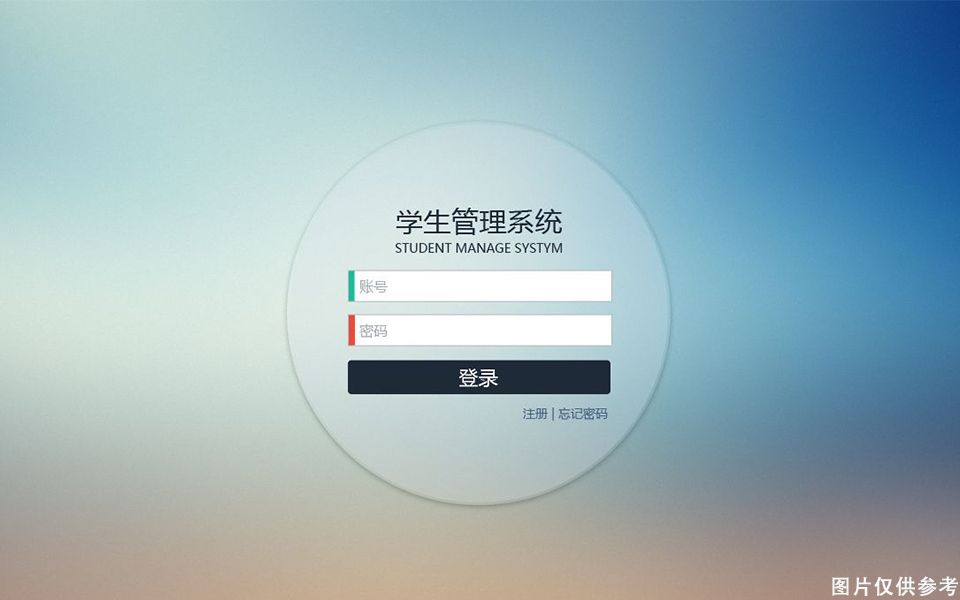 学生管理系统
STUDENT MANAGE SYSTYM
账号
密码
登录
注册 | 忘记密码
图片仅供参考